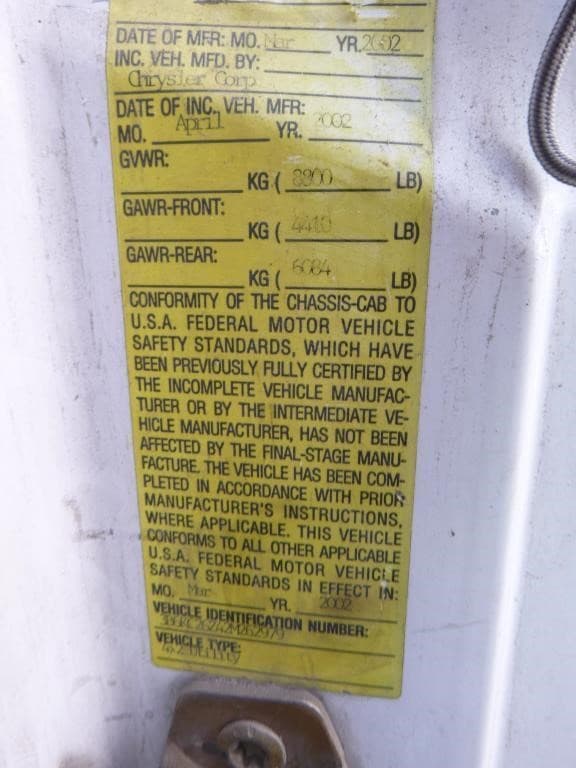 DATE OF MFR: MO. Mar YR. 2002
INC. VEH. MFD. BY:
Chrysler Corp
DATE OF INC. VEH. MFR:
MO. April YR. 2002
GVWR:
KG ( 8800 LB)
GAWR-FRONT:
KG ( 4410 LB)
GAWR-REAR:
KG ( 6084 LB)
CONFORMITY OF THE CHASSIS-CAB TO
U.S.A. FEDERAL MOTOR VEHICLE
SAFETY STANDARDS, WHICH HAVE
BEEN PREVIOUSLY FULLY CERTIFIED BY
THE INCOMPLETE VEHICLE MANUFAC-
TURER OR BY THE INTERMEDIATE VE-
HICLE MANUFACTURER, HAS NOT BEEN
AFFECTED BY THE FINAL-STAGE MANU-
FACTURE. THE VEHICLE HAS BEEN COM-
PLETED IN ACCORDANCE WITH PRIOR
MANUFACTURER'S INSTRUCTIONS,
WHERE APPLICABLE. THIS VEHICLE
CONFORMS TO ALL OTHER APPLICABLE
U.S.A. FEDERAL MOTOR VEHICLE
SAFETY STANDARDS IN EFFECT IN:
MO. Mar YR. 2002
VEHICLE IDENTIFICATION NUMBER:
VEHICLE TYPE:
4x2 Utility